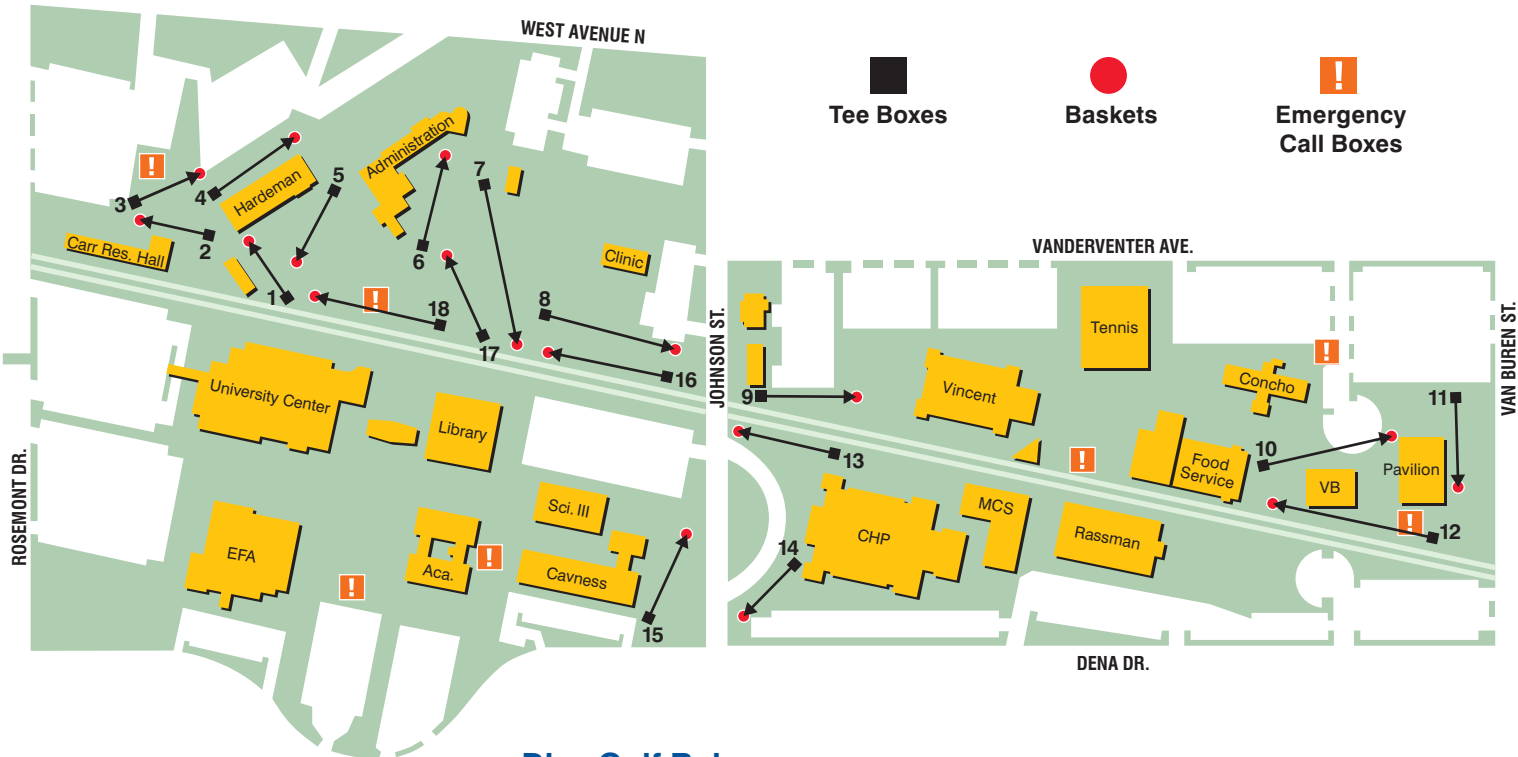 WEST AVENUE N
Tee Boxes
Baskets
Emergency
Call Boxes
!
!
!
!
!
!
!
!
Administration
Hardeman
Carr Res. Hall
Clinic
1
2
3
4
5
6
7
8
9
10
11
12
13
14
15
16
17
18
University Center
Library
EFA
Aca.
Sci. III
Cavness
ROSEMONT DR.
JOHNSON ST.
VANDERVENTER AVE.
VAN BUREN ST.
Tennis
Vincent
Concho
Food
Service
VB
Pavilion
CHP
MCS
Rassman
DENA DR.